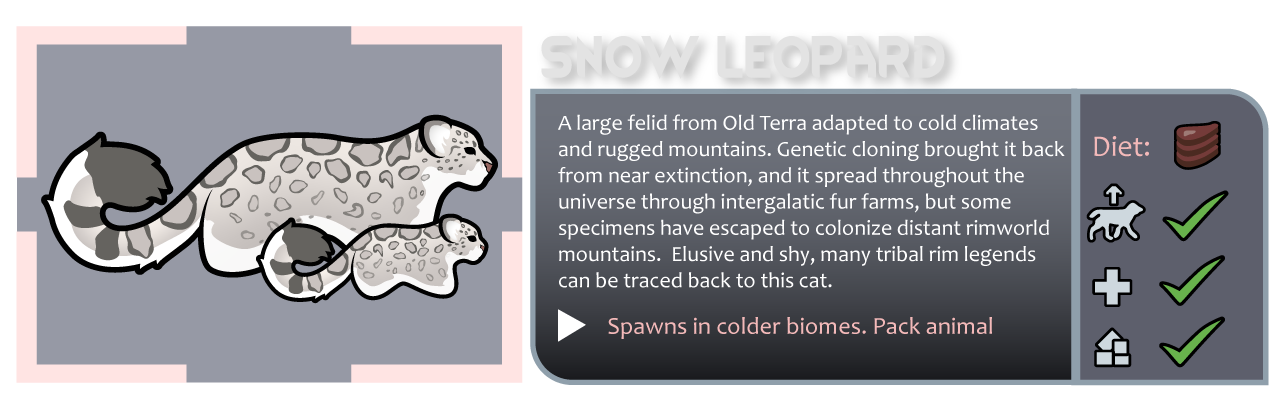 SNOW LEOPARD
A large felid from Old Terra adapted to cold climates
and rugged mountains. Genetic cloning brought it back
from near extinction, and it spread throughout the
universe through intergalatic fur farms, but some
specimens have escaped to colonize distant rimworld
mountains.  Elusive and shy, many tribal rim legends
can be traced back to this cat.
Spawns in colder biomes. Pack animal
Diet: